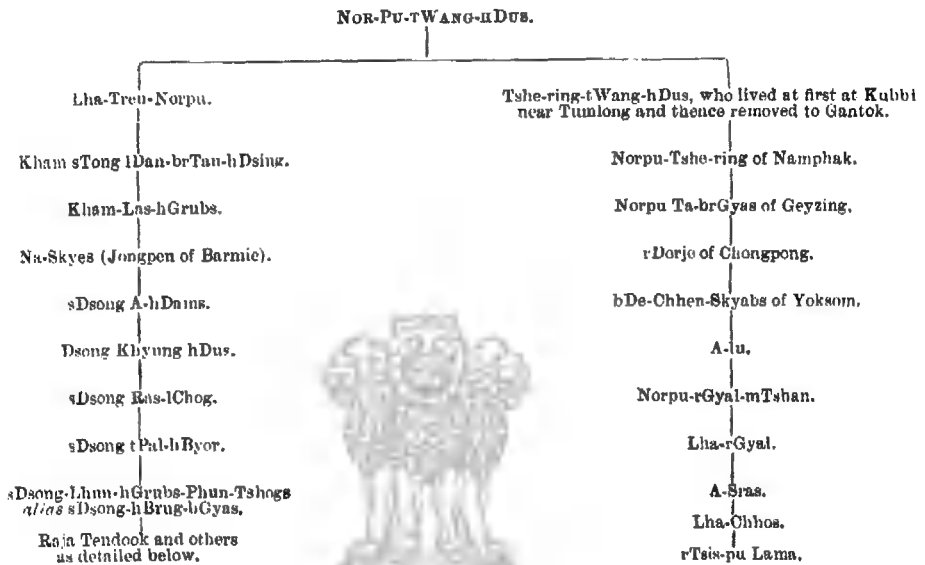 NOR-PU-TWANG-HDUS.
Lha-Treu-Norpu.
Kham sTong lDan-brTan-hDsing.
Kham-Las-hGrubs.
Na-Skyes (Jongpen of Barmie).
sDsong A-hDams.
Dsong Khyung hDus.
sDsong Ras-lChog.
sDsong tPal-hByor.
sDsong-Lhun-hGrubs-Phun-Tshogs
alias sDsong-hBrug-bGyas.
Raja Tendook and others
as detailed below.
Tshe-ring-tWang-hDus, who lived at first at Kubbi
near Tumlong and thence removed to Gantok.
Norpu-Tshe-ring of Namphak.
Norpu Ta-brGyas of Geyzing.
rDorje of Chongpong.
bDe-Chhen-Skyabs of Yoksom.
A-lu.
Norpu-rGyal-mTshan.
Lha-rGyal.
A-Sras.
Lha-Chhos.
rTsis-pu Lama.